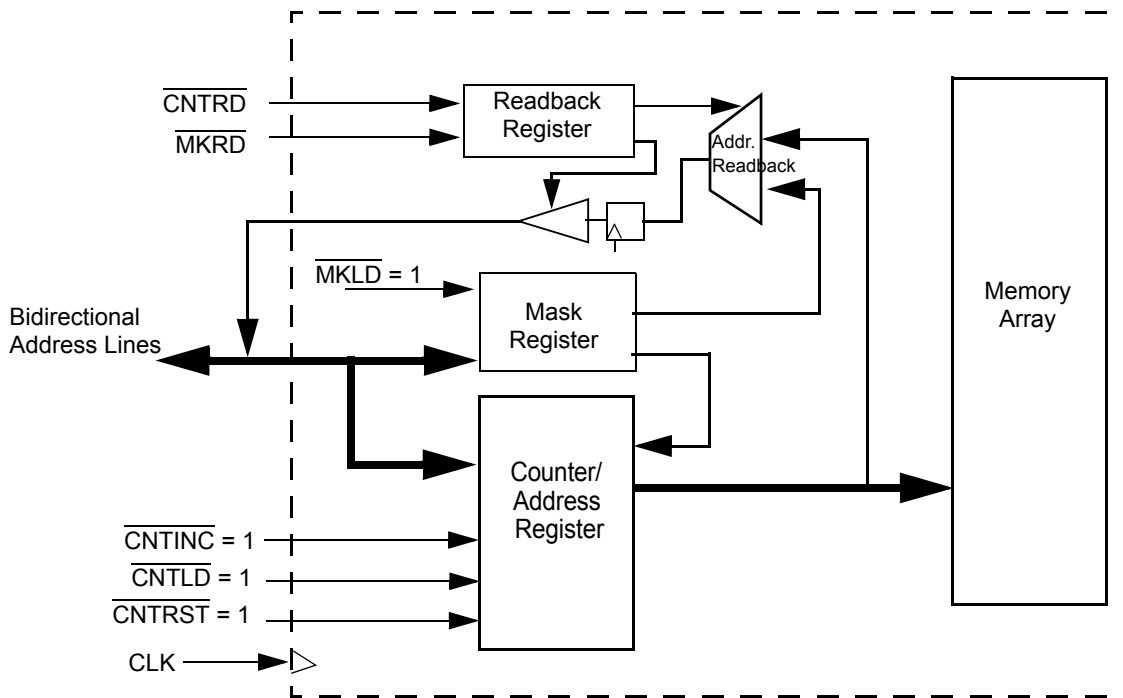 CNTRD
MKRD
Readback
Register
Addr.
Readback
MKLD = 1
Mask
Register
Memory
Array
Bidirectional
Address Lines
Counter/
Address
Register
CNTINC = 1
CNTLD = 1
CNTRST = 1
CLK